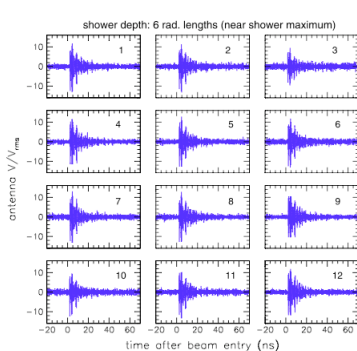 shower depth: 6 rad. lengths (near shower maximum)
10 0 −10 1 2 3
10 0 −10 4 5 6
10 0 −10 7 8 9
10 0 −10 10 11 12
−20 0 20 40 60 −20 0 20 40 60 −20 0 20 40 60
antenna V/Vrms
time after beam entry (ns)